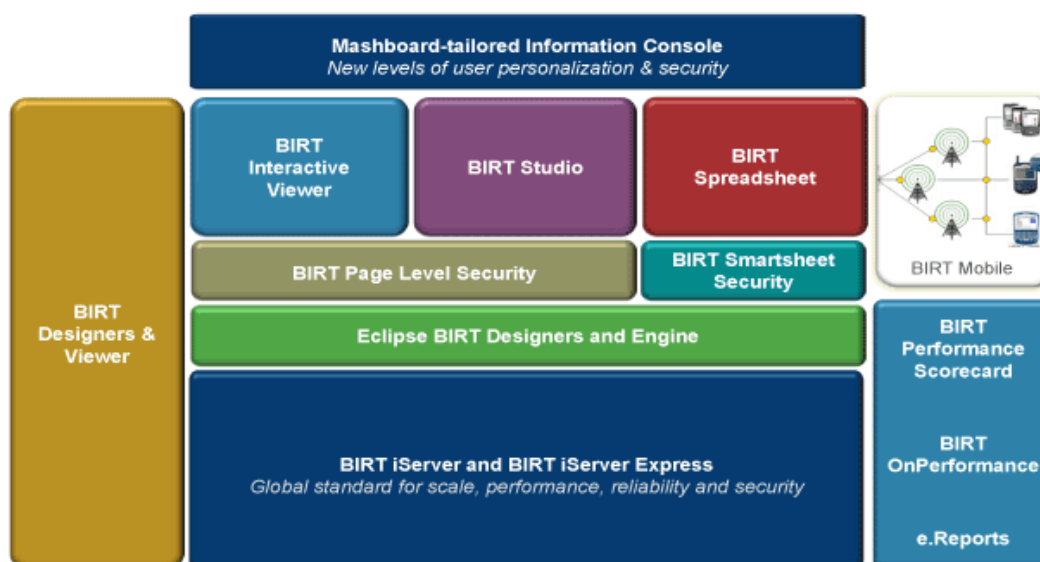 Mashboard-tailored Information Console
New levels of user personalization & security
BIRT
Designers &
Viewer
BIRT
Interactive
Viewer
BIRT Studio
BIRT
Spreadsheet
BIRT Mobile
BIRT Page Level Security
BIRT Smartsheet
Security
Eclipse BIRT Designers and Engine
BIRT iServer and BIRT iServer Express
Global standard for scale, performance, reliability and security
BIRT
Performance
Scorecard
BIRT
OnPerformance
e.Reports